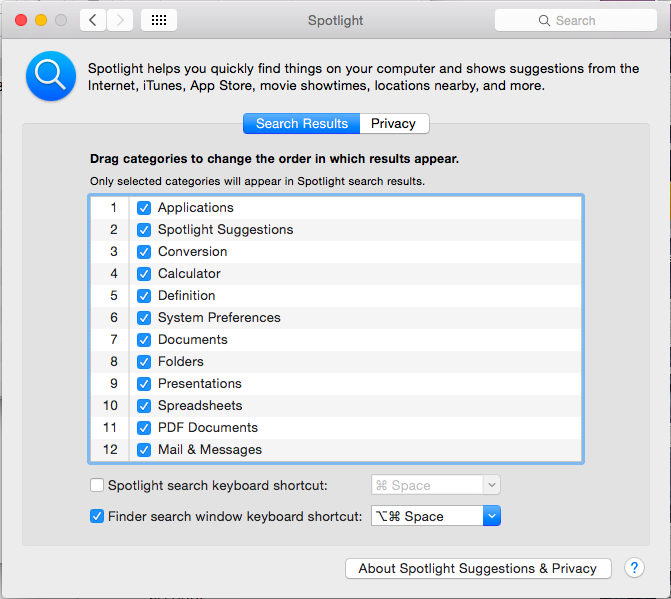 Spotlight
Search
Spotlight helps you quickly find things on your computer and shows suggestions from the
Internet, iTunes, App Store, movie showtimes, locations nearby, and more.
Search Results Privacy
Drag categories to change the order in which results appear.
Only selected categories will appear in Spotlight search results.
1 Applications
2 Spotlight Suggestions
3 Conversion
4 Calculator
5 Definition
6 System Preferences
7 Documents
8 Folders
9 Presentations
10 Spreadsheets
11 PDF Documents
12 Mail & Messages
Spotlight search keyboard shortcut: ⌘ Space
Finder search window keyboard shortcut: ⌥⌘ Space
About Spotlight Suggestions & Privacy ?